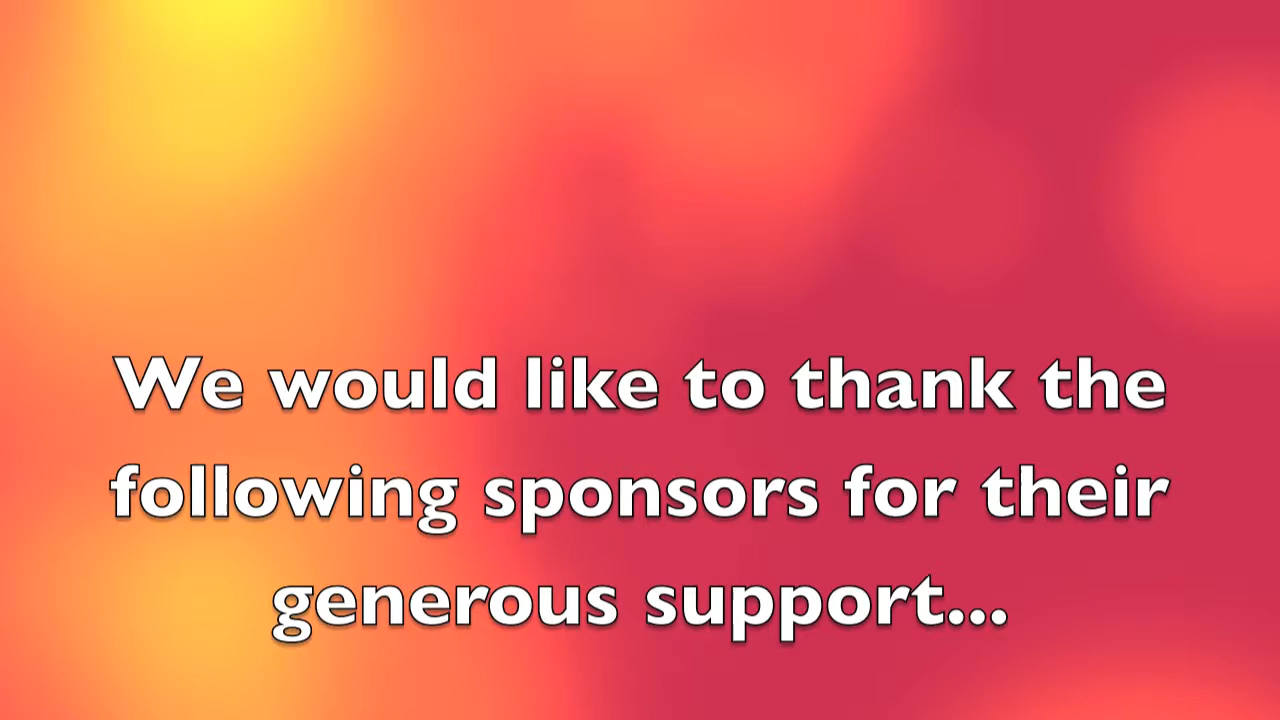 We would like to thank the
following sponsors for their
generous support...